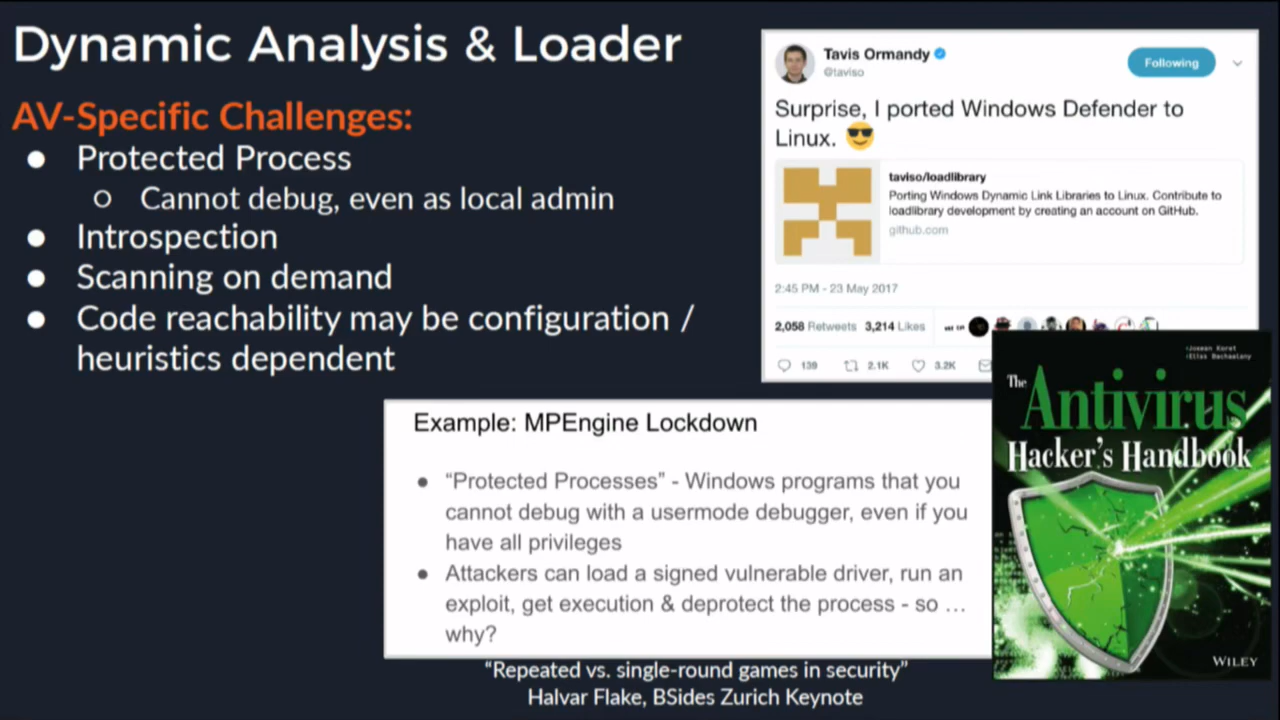 Dynamic Analysis & Loader
AV-Specific Challenges:
● Protected Process
○ Cannot debug, even as local admin
● Introspection
● Scanning on demand
● Code reachability may be configuration /
heuristics dependent
Tavis Ormandy
@taviso
Following
Surprise, I ported Windows Defender to
Linux. 😎
taviso/loadlibrary
Porting Windows Dynamic Link Libraries to Linux. Contribute to
loadlibrary development by creating an account on GitHub.
github.com
2:45 PM - 23 May 2017
2,058 Retweets 3,214 Likes
139 2.1K 3.2K
Example: MPEngine Lockdown
● “Protected Processes” - Windows programs that you
cannot debug with a usermode debugger, even if you
have all privileges
● Attackers can load a signed vulnerable driver, run an
exploit, get execution & deprotect the process - so …
why?
“Repeated vs. single-round games in security”
Halvar Flake, BSides Zurich Keynote
Joxean Koret
Elias Bachaalany
The
Antivirus
Hacker's Handbook
WILEY